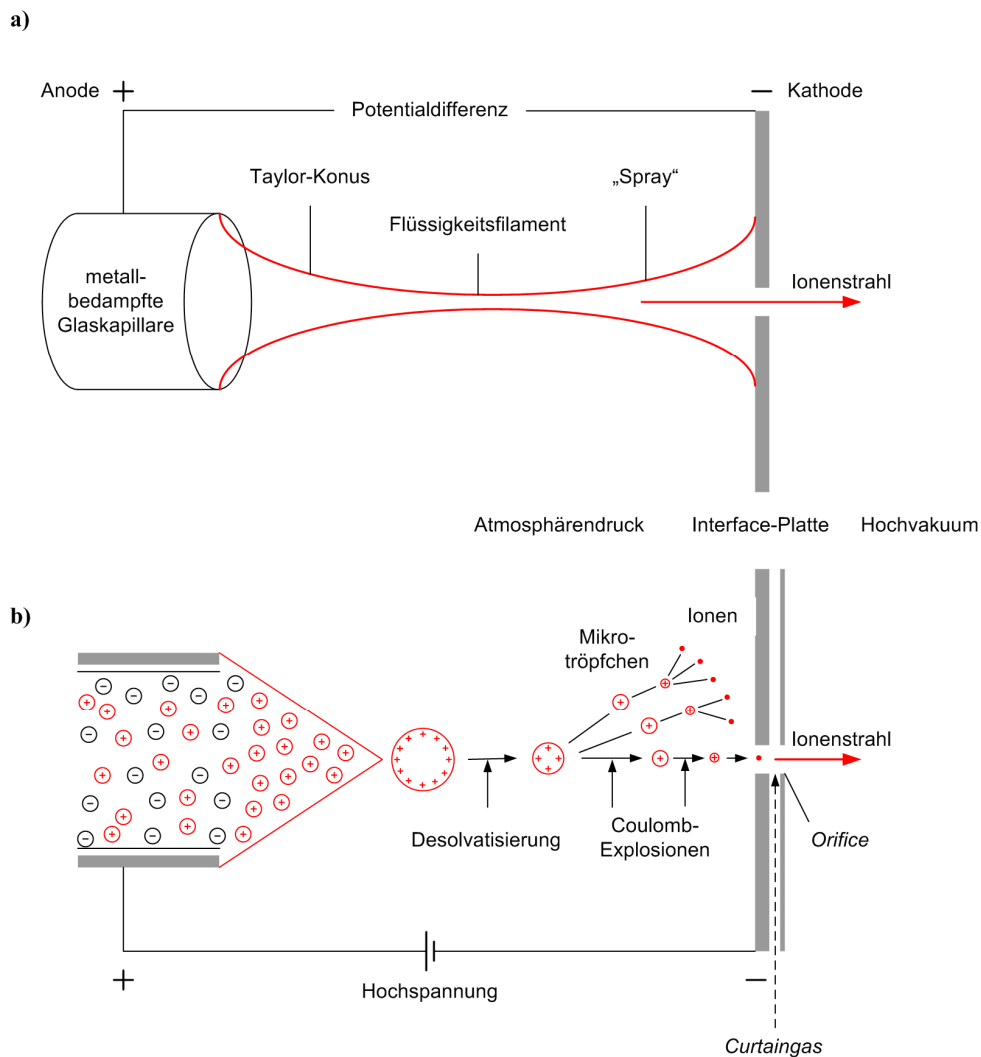 a)
Anode + − Kathode
Potentialdifferenz
Taylor-Konus
„Spray“
Flüssigkeitsfilament
metall-
bedampfte
Glaskapillare
Ionenstrahl
Atmosphärendruck Interface-Platte Hochvakuum
b)
Ionen
Mikro-
tröpfchen
Ionenstrahl
Desolvatisierung
Coulomb-
Explosionen
Orifice
+ −
Hochspannung
Curtaingas